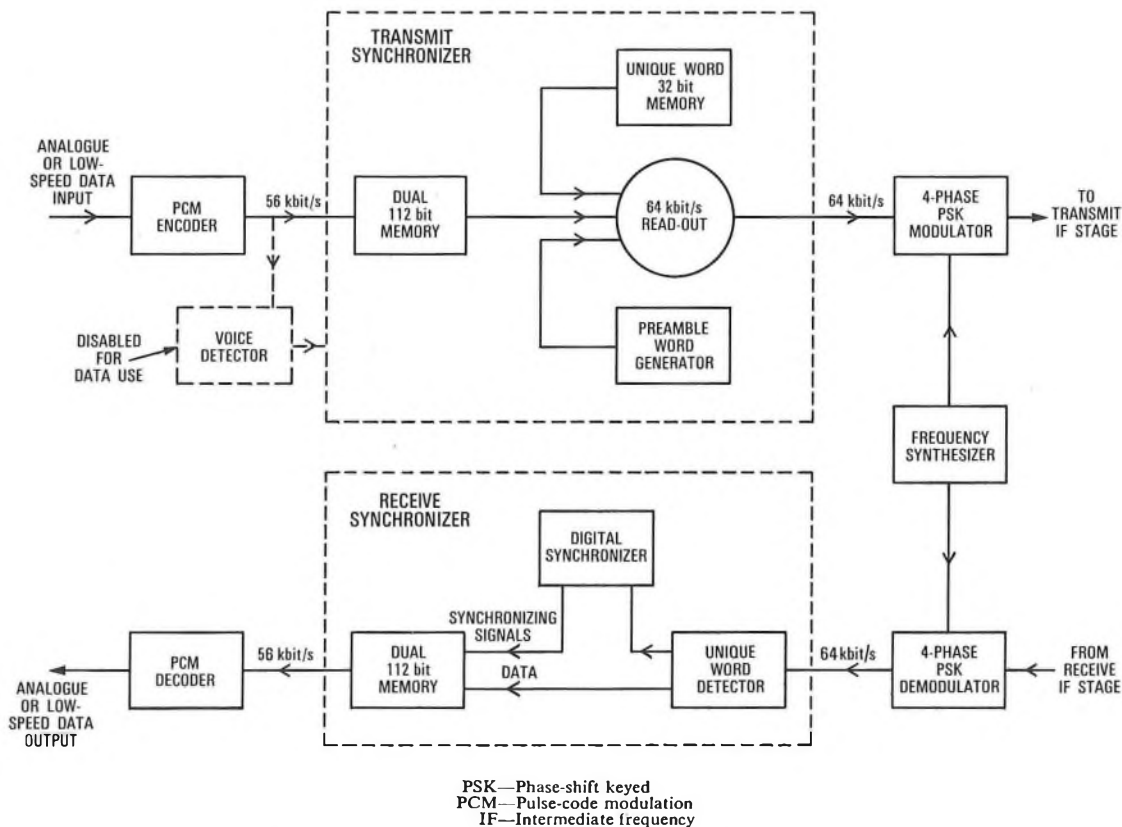 TRANSMIT
SYNCHRONIZER
UNIQUE WORD
32 bit
MEMORY
ANALOGUE
OR LOW-
SPEED DATA
INPUT
PCM
ENCODER
56 kbit/s
DUAL
112 bit
MEMORY
64 kbit/s
READ-OUT
64 kbit/s
4-PHASE
PSK
MODULATOR
TO
TRANSMIT
IF STAGE
DISABLED
FOR
DATA USE
VOICE
DETECTOR
PREAMBLE
WORD
GENERATOR
FREQUENCY
SYNTHESIZER
RECEIVE
SYNCHRONIZER
DIGITAL
SYNCHRONIZER
SYNCHRONIZING
SIGNALS
DATA
ANALOGUE
OR LOW-
SPEED DATA
OUTPUT
PCM
DECODER
56 kbit/s
DUAL
112 bit
MEMORY
UNIQUE
WORD
DETECTOR
64 kbit/s
4-PHASE
PSK
DEMODULATOR
FROM
RECEIVE
IF STAGE
PSK—Phase-shift keyed
PCM—Pulse-code modulation
IF—Intermediate frequency